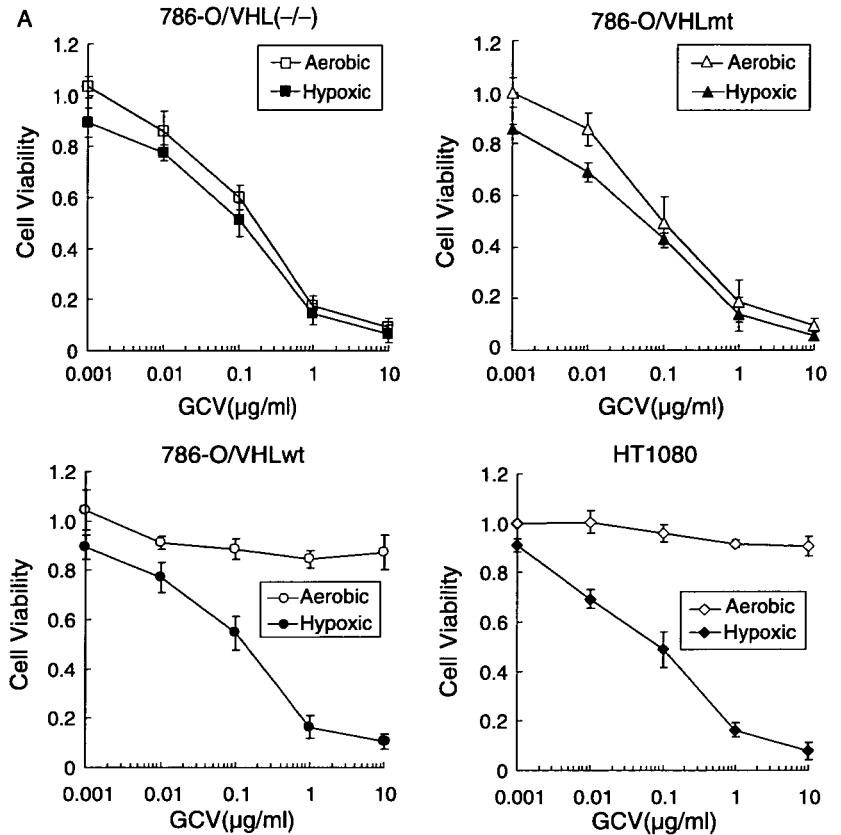 A
786-O/VHL(−/−)
Aerobic
Hypoxic
1.2
1.0
0.8
0.6
0.4
0.2
0
Cell Viability
0.001 0.01 0.1 1 10
GCV(µg/ml)
786-O/VHLmt
Aerobic
Hypoxic
1.2
1.0
0.8
0.6
0.4
0.2
0
Cell Viability
0.001 0.01 0.1 1 10
GCV(µg/ml)
786-O/VHLwt
Aerobic
Hypoxic
1.2
1.0
0.8
0.6
0.4
0.2
0
Cell Viability
0.001 0.01 0.1 1 10
GCV(µg/ml)
HT1080
Aerobic
Hypoxic
1.2
1.0
0.8
0.6
0.4
0.2
0
Cell Viability
0.001 0.01 0.1 1 10
GCV(µg/ml)